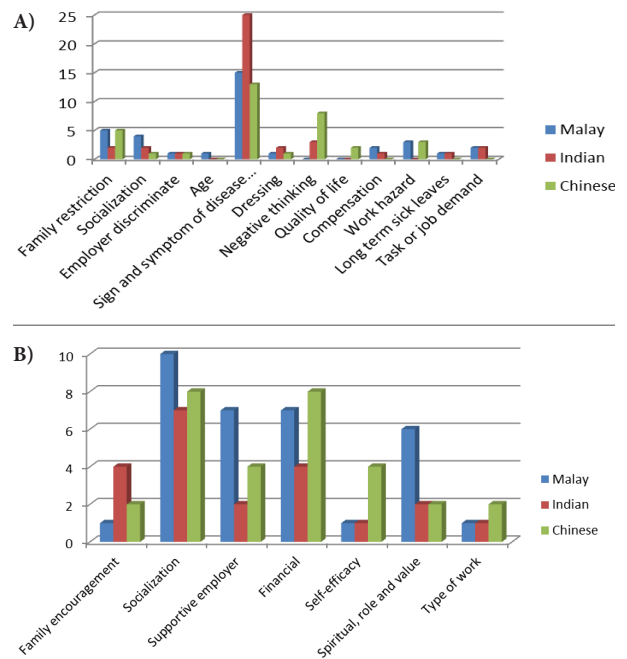 A)
25
20
15
10
5
0
Family restriction
Socialization
Employer discriminate
Age
Sign and symptom of disease...
Dressing
Negative thinking
Quality of life
Compensation
Work hazard
Long term sick leaves
Task or job demand
Malay
Indian
Chinese
B)
10
8
6
4
2
0
Family encouragement
Socialization
Supportive employer
Financial
Self-efficacy
Spiritual, role and value
Type of work
Malay
Indian
Chinese